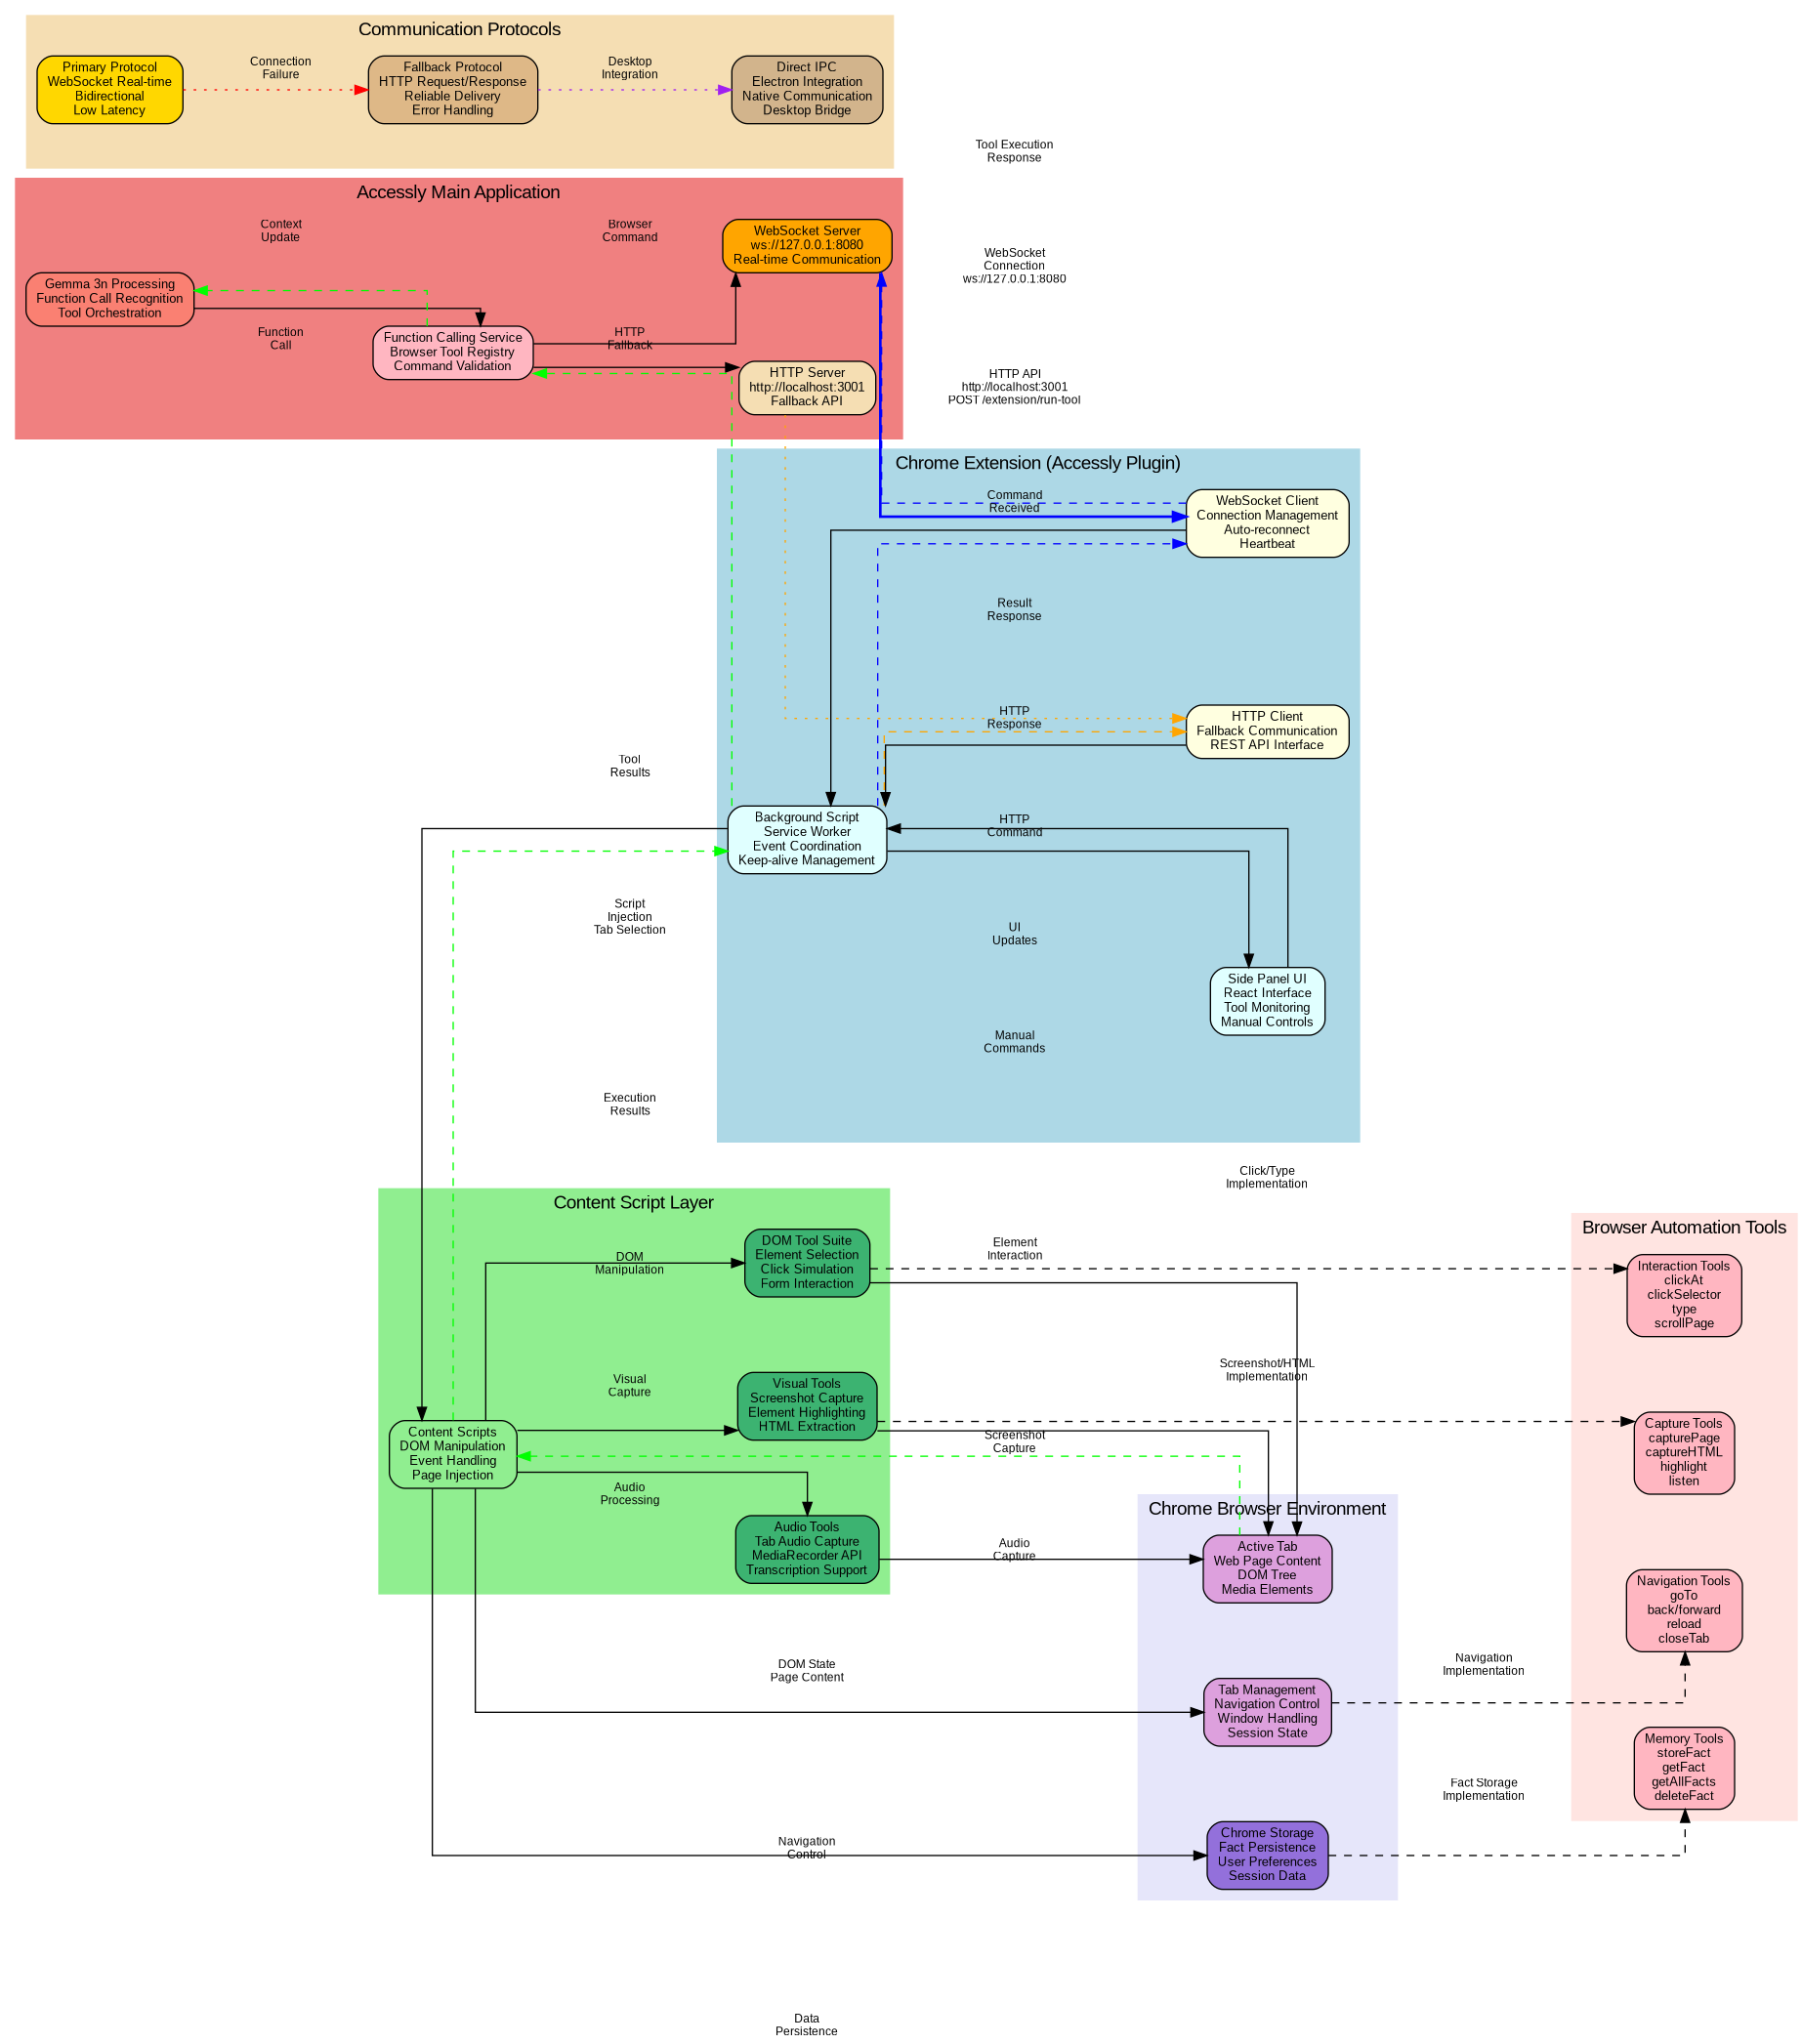 Communication Protocols
Primary Protocol
WebSocket Real-time
Bidirectional
Low Latency
Connection
Failure
Fallback Protocol
HTTP Request/Response
Reliable Delivery
Error Handling
Desktop
Integration
Direct IPC
Electron Integration
Native Communication
Desktop Bridge
Tool Execution
Response
Accessly Main Application
Context
Update
Browser
Command
WebSocket Server
ws://127.0.0.1:8080
Real-time Communication
WebSocket
Connection
ws://127.0.0.1:8080
Gemma 3n Processing
Function Call Recognition
Tool Orchestration
Function
Call
Function Calling Service
Browser Tool Registry
Command Validation
HTTP
Fallback
HTTP Server
http://localhost:3001
Fallback API
HTTP API
http://localhost:3001
POST /extension/run-tool
Chrome Extension (Accessly Plugin)
Command
Received
WebSocket Client
Connection Management
Auto-reconnect
Heartbeat
Result
Response
HTTP
Response
HTTP Client
Fallback Communication
REST API Interface
Tool
Results
Background Script
Service Worker
Event Coordination
Keep-alive Management
HTTP
Command
Script
Injection
Tab Selection
UI
Updates
Side Panel UI
React Interface
Tool Monitoring
Manual Controls
Manual
Commands
Execution
Results
Click/Type
Implementation
Content Script Layer
Browser Automation Tools
DOM
Manipulation
DOM Tool Suite
Element Selection
Click Simulation
Form Interaction
Element
Interaction
Interaction Tools
clickAt
clickSelector
type
scrollPage
Visual
Capture
Visual Tools
Screenshot Capture
Element Highlighting
HTML Extraction
Screenshot/HTML
Implementation
Content Scripts
DOM Manipulation
Event Handling
Page Injection
Screenshot
Capture
Capture Tools
capturePage
captureHTML
highlight
listen
Audio
Processing
Chrome Browser Environment
Audio Tools
Tab Audio Capture
MediaRecorder API
Transcription Support
Audio
Capture
Active Tab
Web Page Content
DOM Tree
Media Elements
Navigation Tools
goTo
back/forward
reload
closeTab
DOM State
Page Content
Tab Management
Navigation Control
Window Handling
Session State
Navigation
Implementation
Memory Tools
storeFact
getFact
getAllFacts
deleteFact
Fact Storage
Implementation
Navigation
Control
Chrome Storage
Fact Persistence
User Preferences
Session Data
Data
Persistence